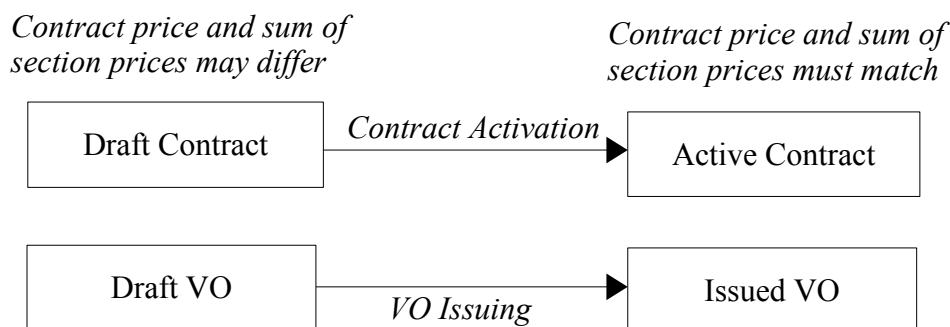 Contract price and sum of
section prices may differ
Contract price and sum of
section prices must match
Draft Contract
Contract Activation
Active Contract
Draft VO
VO Issuing
Issued VO